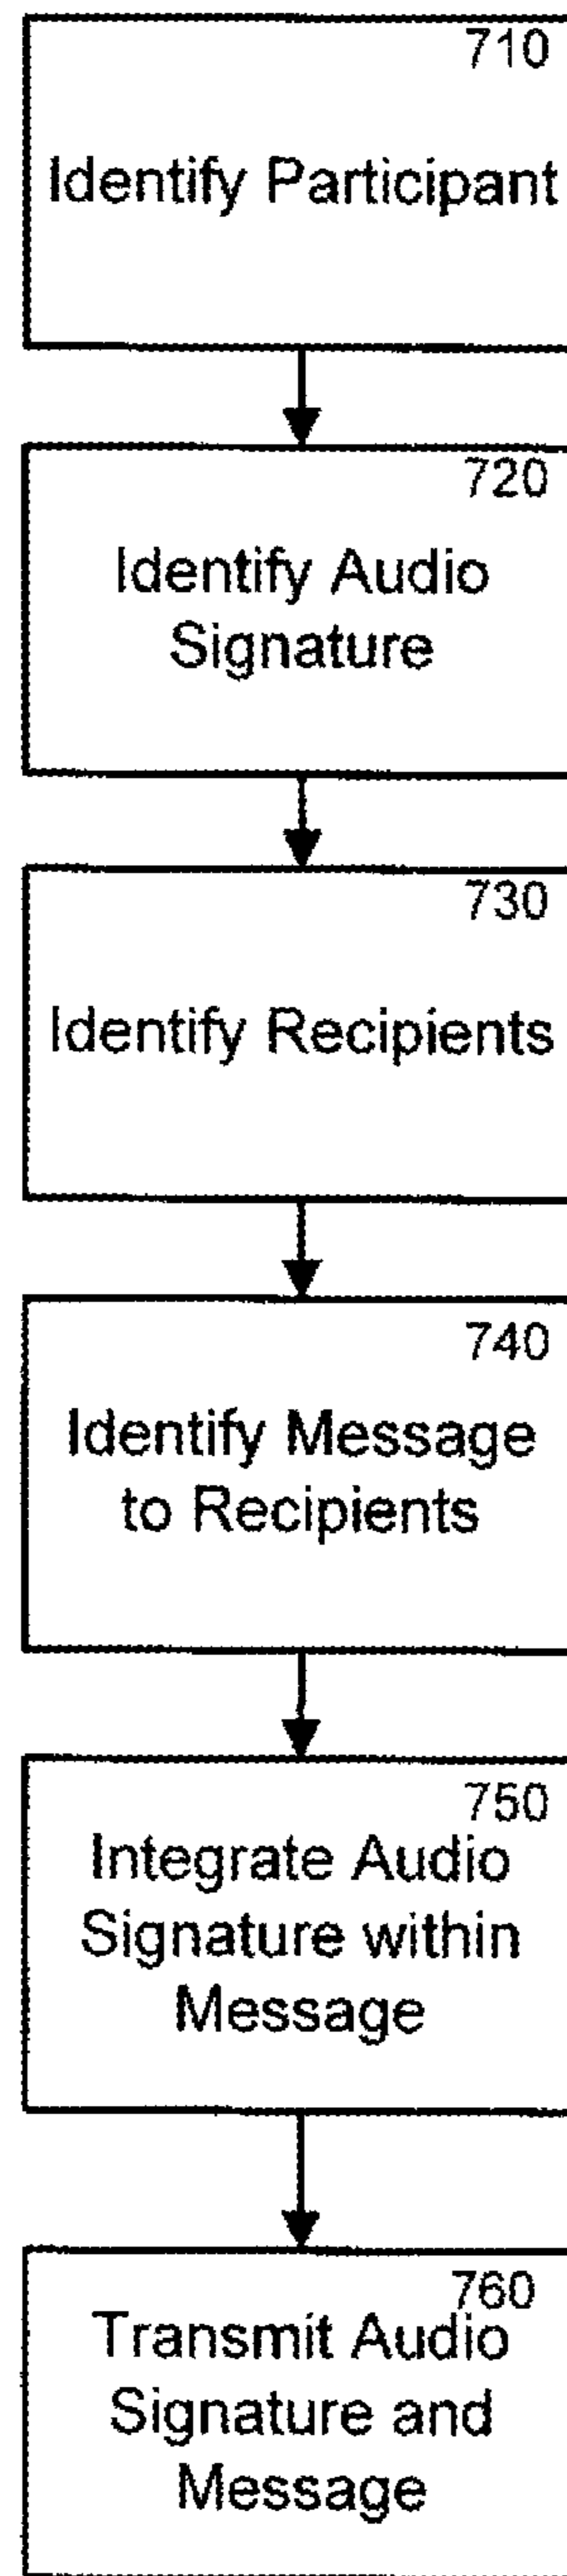 710
Identify Participant
720
Identify Audio
Signature
730
Identify Recipients
740
Identify Message
to Recipients
750
Integrate Audio
Signature within
Message
760
Transmit Audio
Signature and
Message